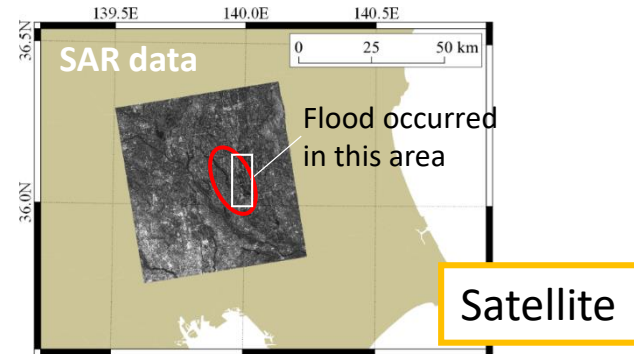 139.5E 140.0E 140.5E
36.5N
SAR data
0 25 50 km
Flood occurred
in this area
36.0N
Satellite